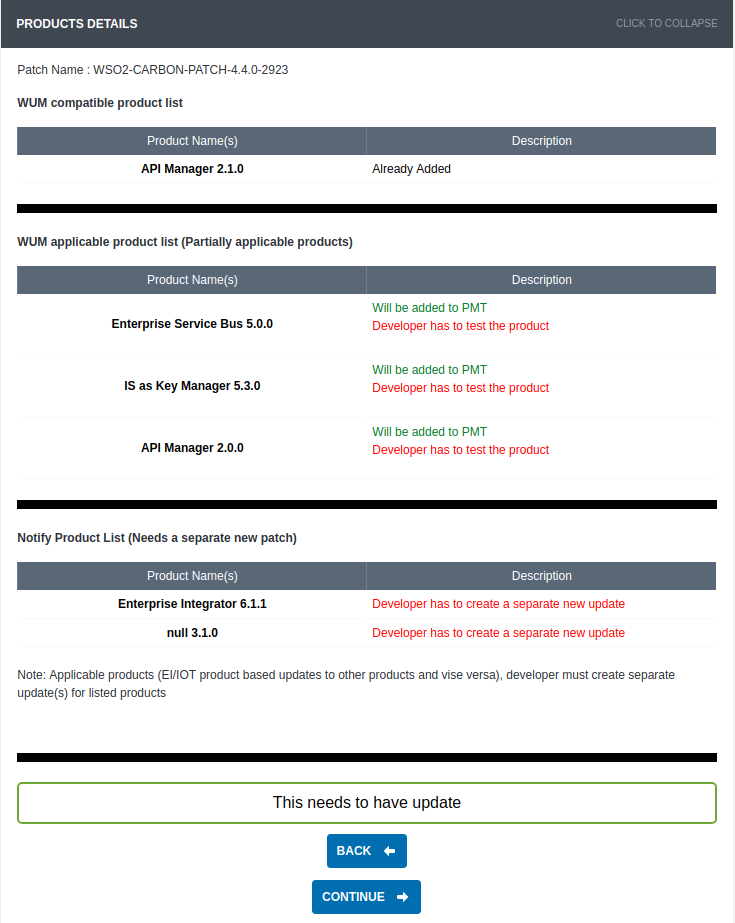 PRODUCTS DETAILS CLICK TO COLLAPSE
Patch Name : WSO2-CARBON-PATCH-4.4.0-2923
WUM compatible product list
Product Name(s) Description
API Manager 2.1.0 Already Added
WUM applicable product list (Partially applicable products)
Product Name(s) Description
Enterprise Service Bus 5.0.0 Will be added to PMT
Developer has to test the product
IS as Key Manager 5.3.0 Will be added to PMT
Developer has to test the product
API Manager 2.0.0 Will be added to PMT
Developer has to test the product
Notify Product List (Needs a separate new patch)
Product Name(s) Description
Enterprise Integrator 6.1.1 Developer has to create a separate new update
null 3.1.0 Developer has to create a separate new update
Note: Applicable products (EI/IOT product based updates to other products and vise versa), developer must create separate
update(s) for listed products
This needs to have update
BACK
CONTINUE